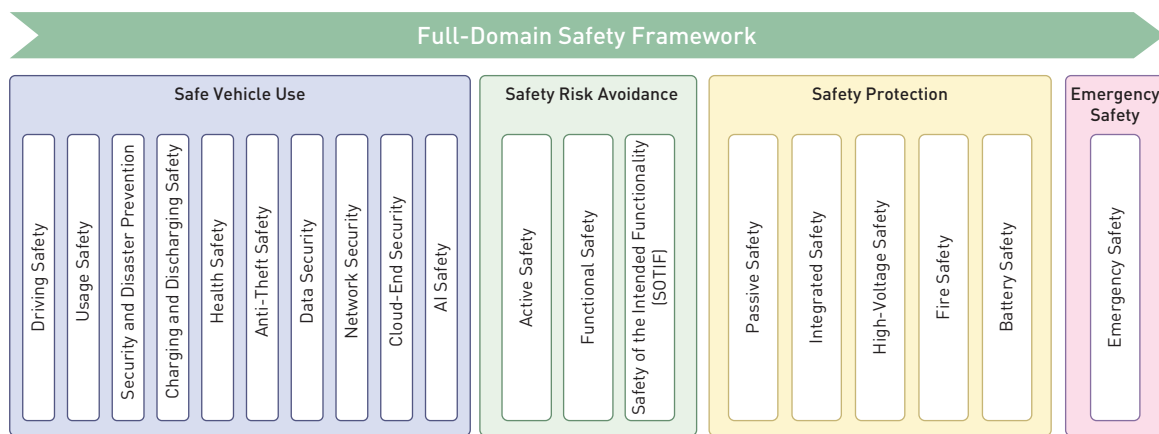 Full-Domain Safety Framework
Safe Vehicle Use
Driving Safety
Usage Safety
Security and Disaster Prevention
Charging and Discharging Safety
Health Safety
Anti-Theft Safety
Data Security
Network Security
Cloud-End Security
AI Safety
Safety Risk Avoidance
Active Safety
Functional Safety
Safety of the Intended Functionality
(SOTIF)
Safety Protection
Passive Safety
Integrated Safety
High-Voltage Safety
Fire Safety
Battery Safety
Emergency
Safety
Emergency Safety